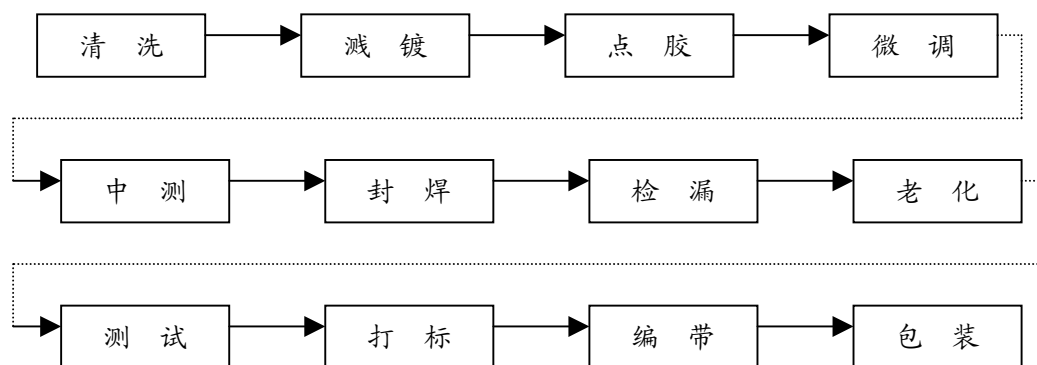 清 洗 溅 镀 点 胶 微 调
中 测 封 焊 检 漏 老 化
测 试 打 标 编 带 包 装